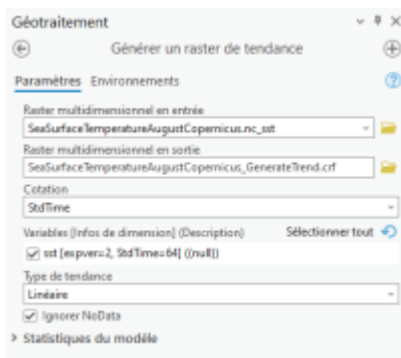 Géotraitement
Générer un raster de tendance
Paramètres Environnements
Raster multidimensionnel en entrée
SeaSurfaceTemperatureAugustCopernicus.nc_sst
Raster multidimensionnel en sortie
SeaSurfaceTemperatureAugustCopernicus_GenerateTrend.crf
Cotation
StdTime
Variables [Infos de dimension] (Description) Sélectionner tout
sst [expver=2, StdTime=64] ((null))
Type de tendance
Linéaire
Ignorer NoData
Statistiques du modèle